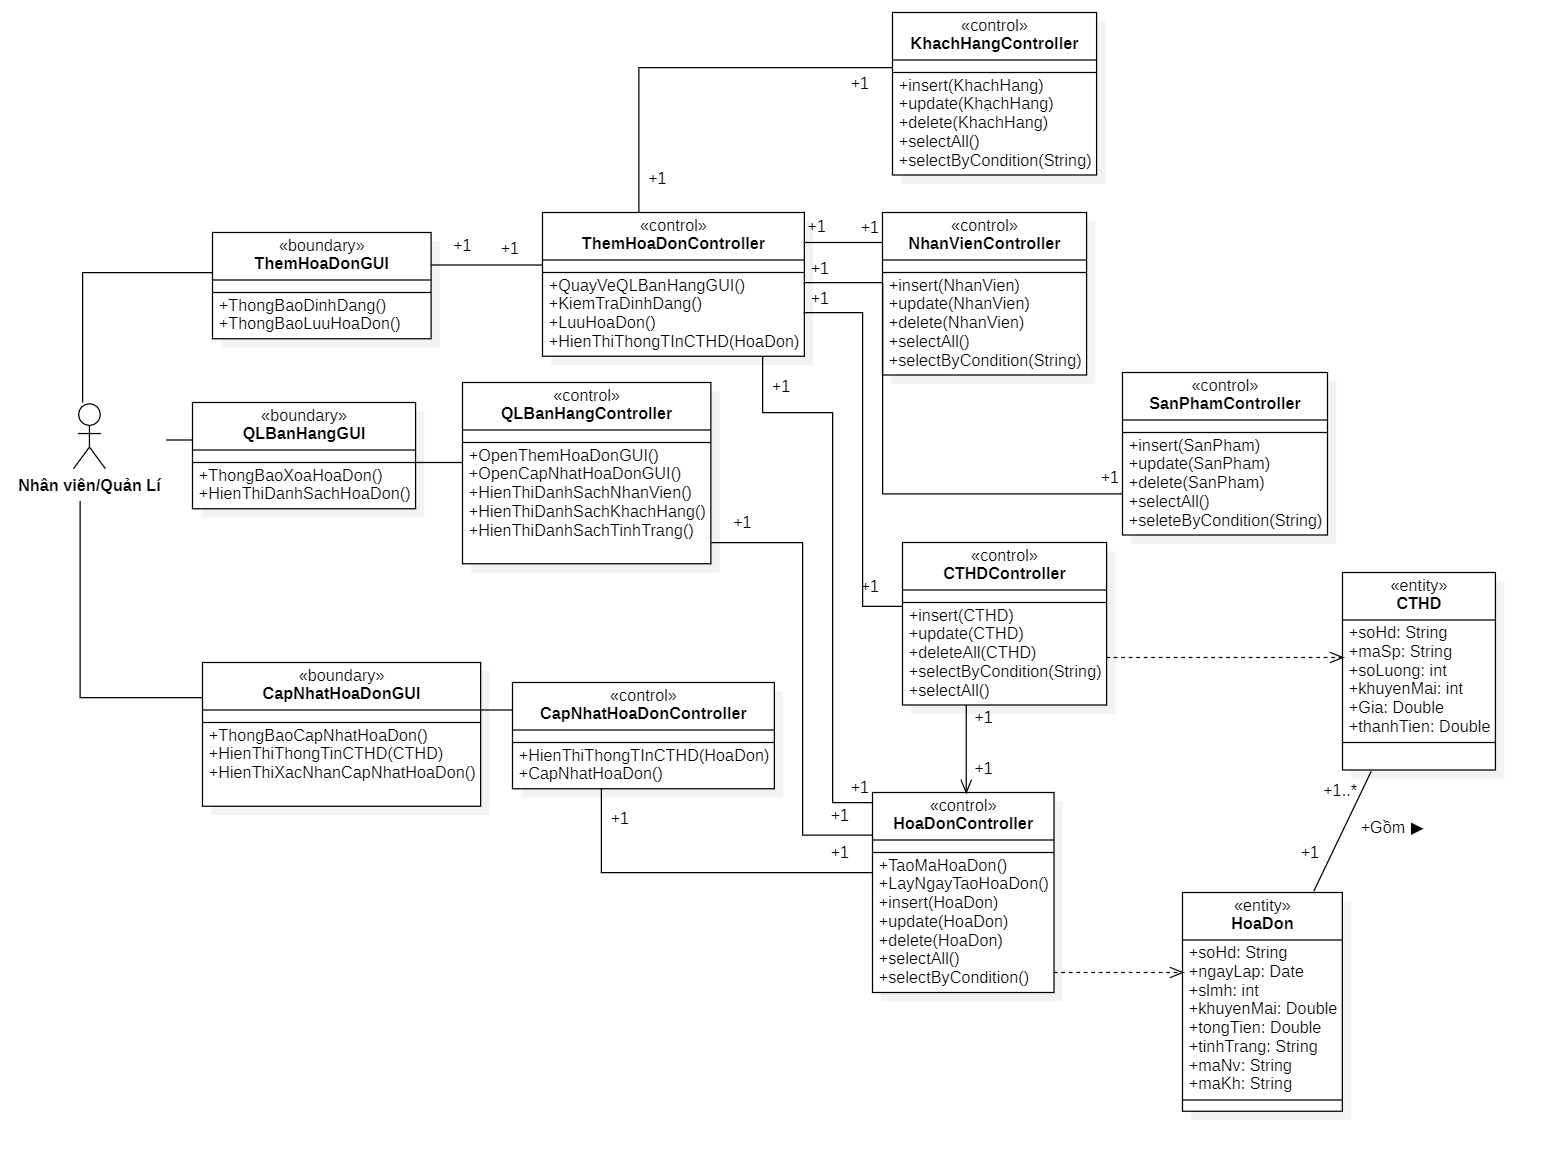 «control»
KhachHangController
+insert(KhachHang)
+update(KhachHang)
+delete(KhachHang)
+selectAll()
+selectByCondition(String)
+1
+1
«boundary»
ThemHoaDonGUI
+ThongBaoDinhDang()
+ThongBaoLuuHoaDon()
+1
+1
«control»
ThemHoaDonController
+QuayVeQLBanHangGUI()
+KiemTraDinhDang()
+LuuHoaDon()
+HienThiThongTInCTHD(HoaDon)
+1
+1
+1
+1
+1
«control»
NhanVienController
+insert(NhanVien)
+update(NhanVien)
+delete(NhanVien)
+selectAll()
+selectByCondition(String)
«control»
SanPhamController
+insert(SanPham)
+update(SanPham)
+delete(SanPham)
+selectAll()
+seleteByCondition(String)
+1
Nhân viên/Quản Lí
«boundary»
QLBanHangGUI
+ThongBaoXoaHoaDon()
+HienThiDanhSachHoaDon()
«control»
QLBanHangController
+OpenThemHoaDonGUI()
+OpenCapNhatHoaDonGUI()
+HienThiDanhSachNhanVien()
+HienThiDanhSachKhachHang()
+HienThiDanhSachTinhTrang()
+1
+1
«control»
CTHDController
+insert(CTHD)
+update(CTHD)
+deleteAll(CTHD)
+selectByCondition(String)
+selectAll()
«entity»
CTHD
+soHd: String
+maSp: String
+soLuong: int
+khuyenMai: int
+Gia: Double
+thanhTien: Double
«boundary»
CapNhatHoaDonGUI
+ThongBaoCapNhatHoaDon()
+HienThiThongTinCTHD(CTHD)
+HienThiXacNhanCapNhatHoaDon()
«control»
CapNhatHoaDonController
+HienThiThongTInCTHD(HoaDon)
+CapNhatHoaDon()
+1
+1
+1
+1
+1
+1
«control»
HoaDonController
+TaoMaHoaDon()
+LayNgayTaoHoaDon()
+insert(HoaDon)
+update(HoaDon)
+delete(HoaDon)
+selectAll()
+selectByCondition()
+1..*
+Gồm ▶
+1
«entity»
HoaDon
+soHd: String
+ngayLap: Date
+slmh: int
+khuyenMai: Double
+tongTien: Double
+tinhTrang: String
+maNv: String
+maKh: String